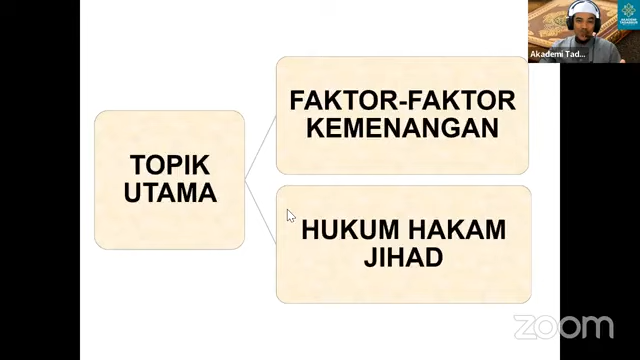 Akademi Tad...
TOPIK
UTAMA
FAKTOR-FAKTOR
KEMENANGAN
HUKUM HAKAM
JIHAD
zoom